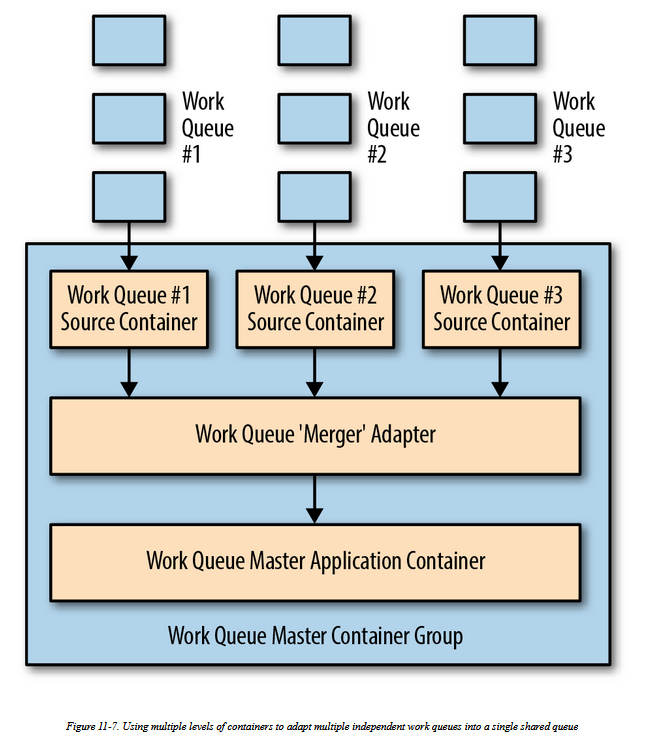 Work
Queue
#1
Work
Queue
#2
Work
Queue
#3
Work Queue #1
Source Container
Work Queue #2
Source Container
Work Queue #3
Source Container
Work Queue 'Merger' Adapter
Work Queue Master Application Container
Work Queue Master Container Group
Figure 11-7. Using multiple levels of containers to adapt multiple independent work queues into a single shared queue